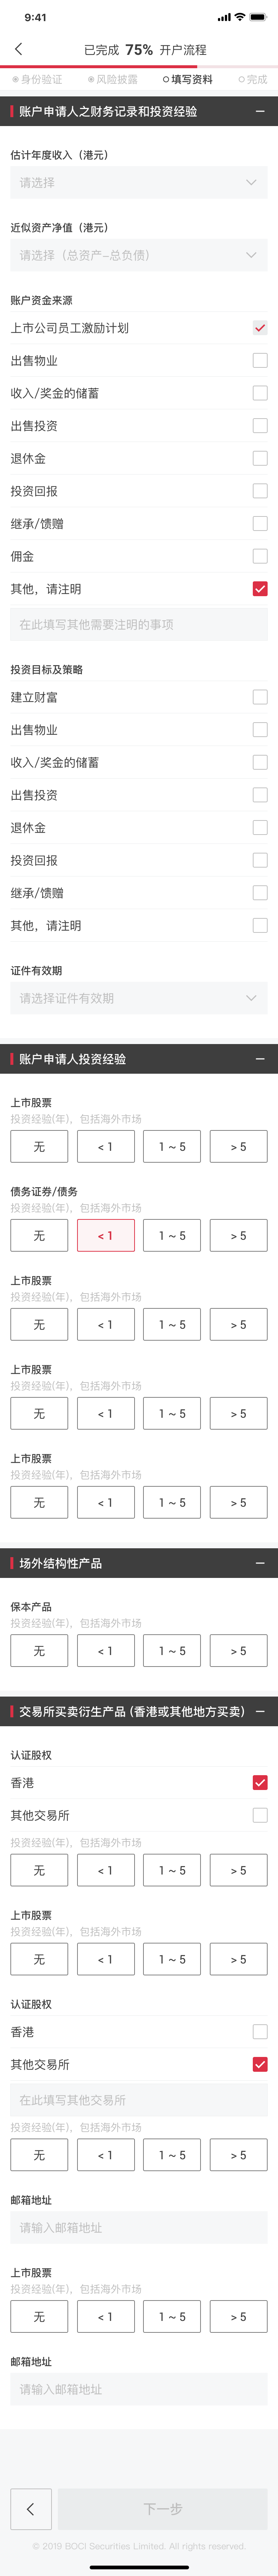 9:41
已完成 75% 开户流程
身份验证 风险披露 填写资料 完成
账户申请人之财务记录和投资经验
估计年度收入（港元）
请选择
近似资产净值（港元）
请选择（总资产-总负债）
账户资金来源
上市公司员工激励计划
出售物业
收入/奖金的储蓄
出售投资
退休金
投资回报
继承/馈赠
佣金
其他，请注明
在此填写其他需要注明的事项
投资目标及策略
建立财富
出售物业
收入/奖金的储蓄
出售投资
退休金
投资回报
继承/馈赠
其他，请注明
证件有效期
请选择证件有效期
账户申请人投资经验
上市股票
投资经验(年)，包括海外市场
无 < 1 1 ~ 5 > 5
债务证券/债务
投资经验(年)，包括海外市场
无 < 1 1 ~ 5 > 5
上市股票
投资经验(年)，包括海外市场
无 < 1 1 ~ 5 > 5
上市股票
投资经验(年)，包括海外市场
无 < 1 1 ~ 5 > 5
上市股票
投资经验(年)，包括海外市场
无 < 1 1 ~ 5 > 5
场外结构性产品
保本产品
投资经验(年)，包括海外市场
无 < 1 1 ~ 5 > 5
交易所买卖衍生产品 (香港或其他地方买卖)
认证股权
香港
其他交易所
投资经验(年)，包括海外市场
无 < 1 1 ~ 5 > 5
上市股票
投资经验(年)，包括海外市场
无 < 1 1 ~ 5 > 5
认证股权
香港
其他交易所
在此填写其他交易所
投资经验(年)，包括海外市场
无 < 1 1 ~ 5 > 5
邮箱地址
请输入邮箱地址
上市股票
投资经验(年)，包括海外市场
无 < 1 1 ~ 5 > 5
邮箱地址
请输入邮箱地址
下一步
© 2019 BOCI Securities Limited. All rights reserved.